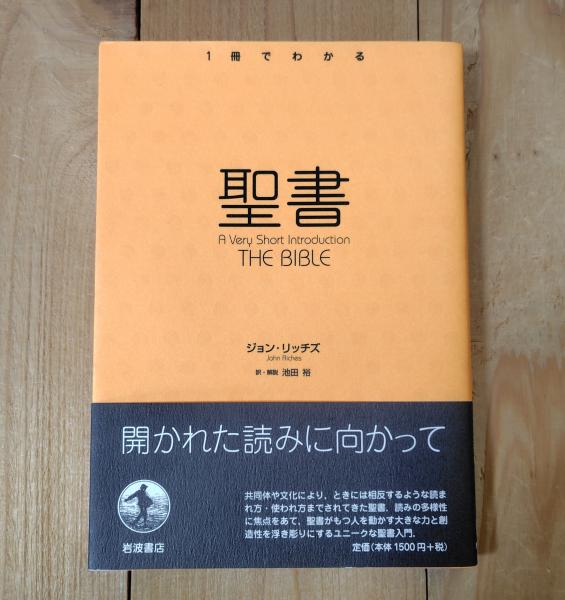 1冊でわかる
聖書
A Very Short Introduction
THE BIBLE
ジョン・リッチズ
John Riches
訳・解説 池田 裕
開かれた読みに向かって
共同体や文化により，ときには相反するような読ま
れ方・使われ方までされてきた聖書．読みの多様性
に焦点をあて，聖書がもつ人を動かす大きな力と創
造性を浮き彫りにするユニークな聖書入門．
定価（本体1500円＋税）
岩波書店